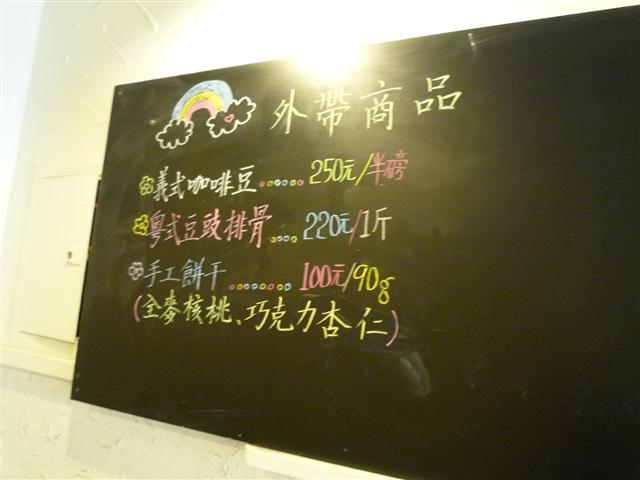 外帶商品
義式咖啡豆......250元/半磅
粵式豆豉排骨....220元/1斤
手工餅干........100元/90g
(全麥核桃、巧克力杏仁)